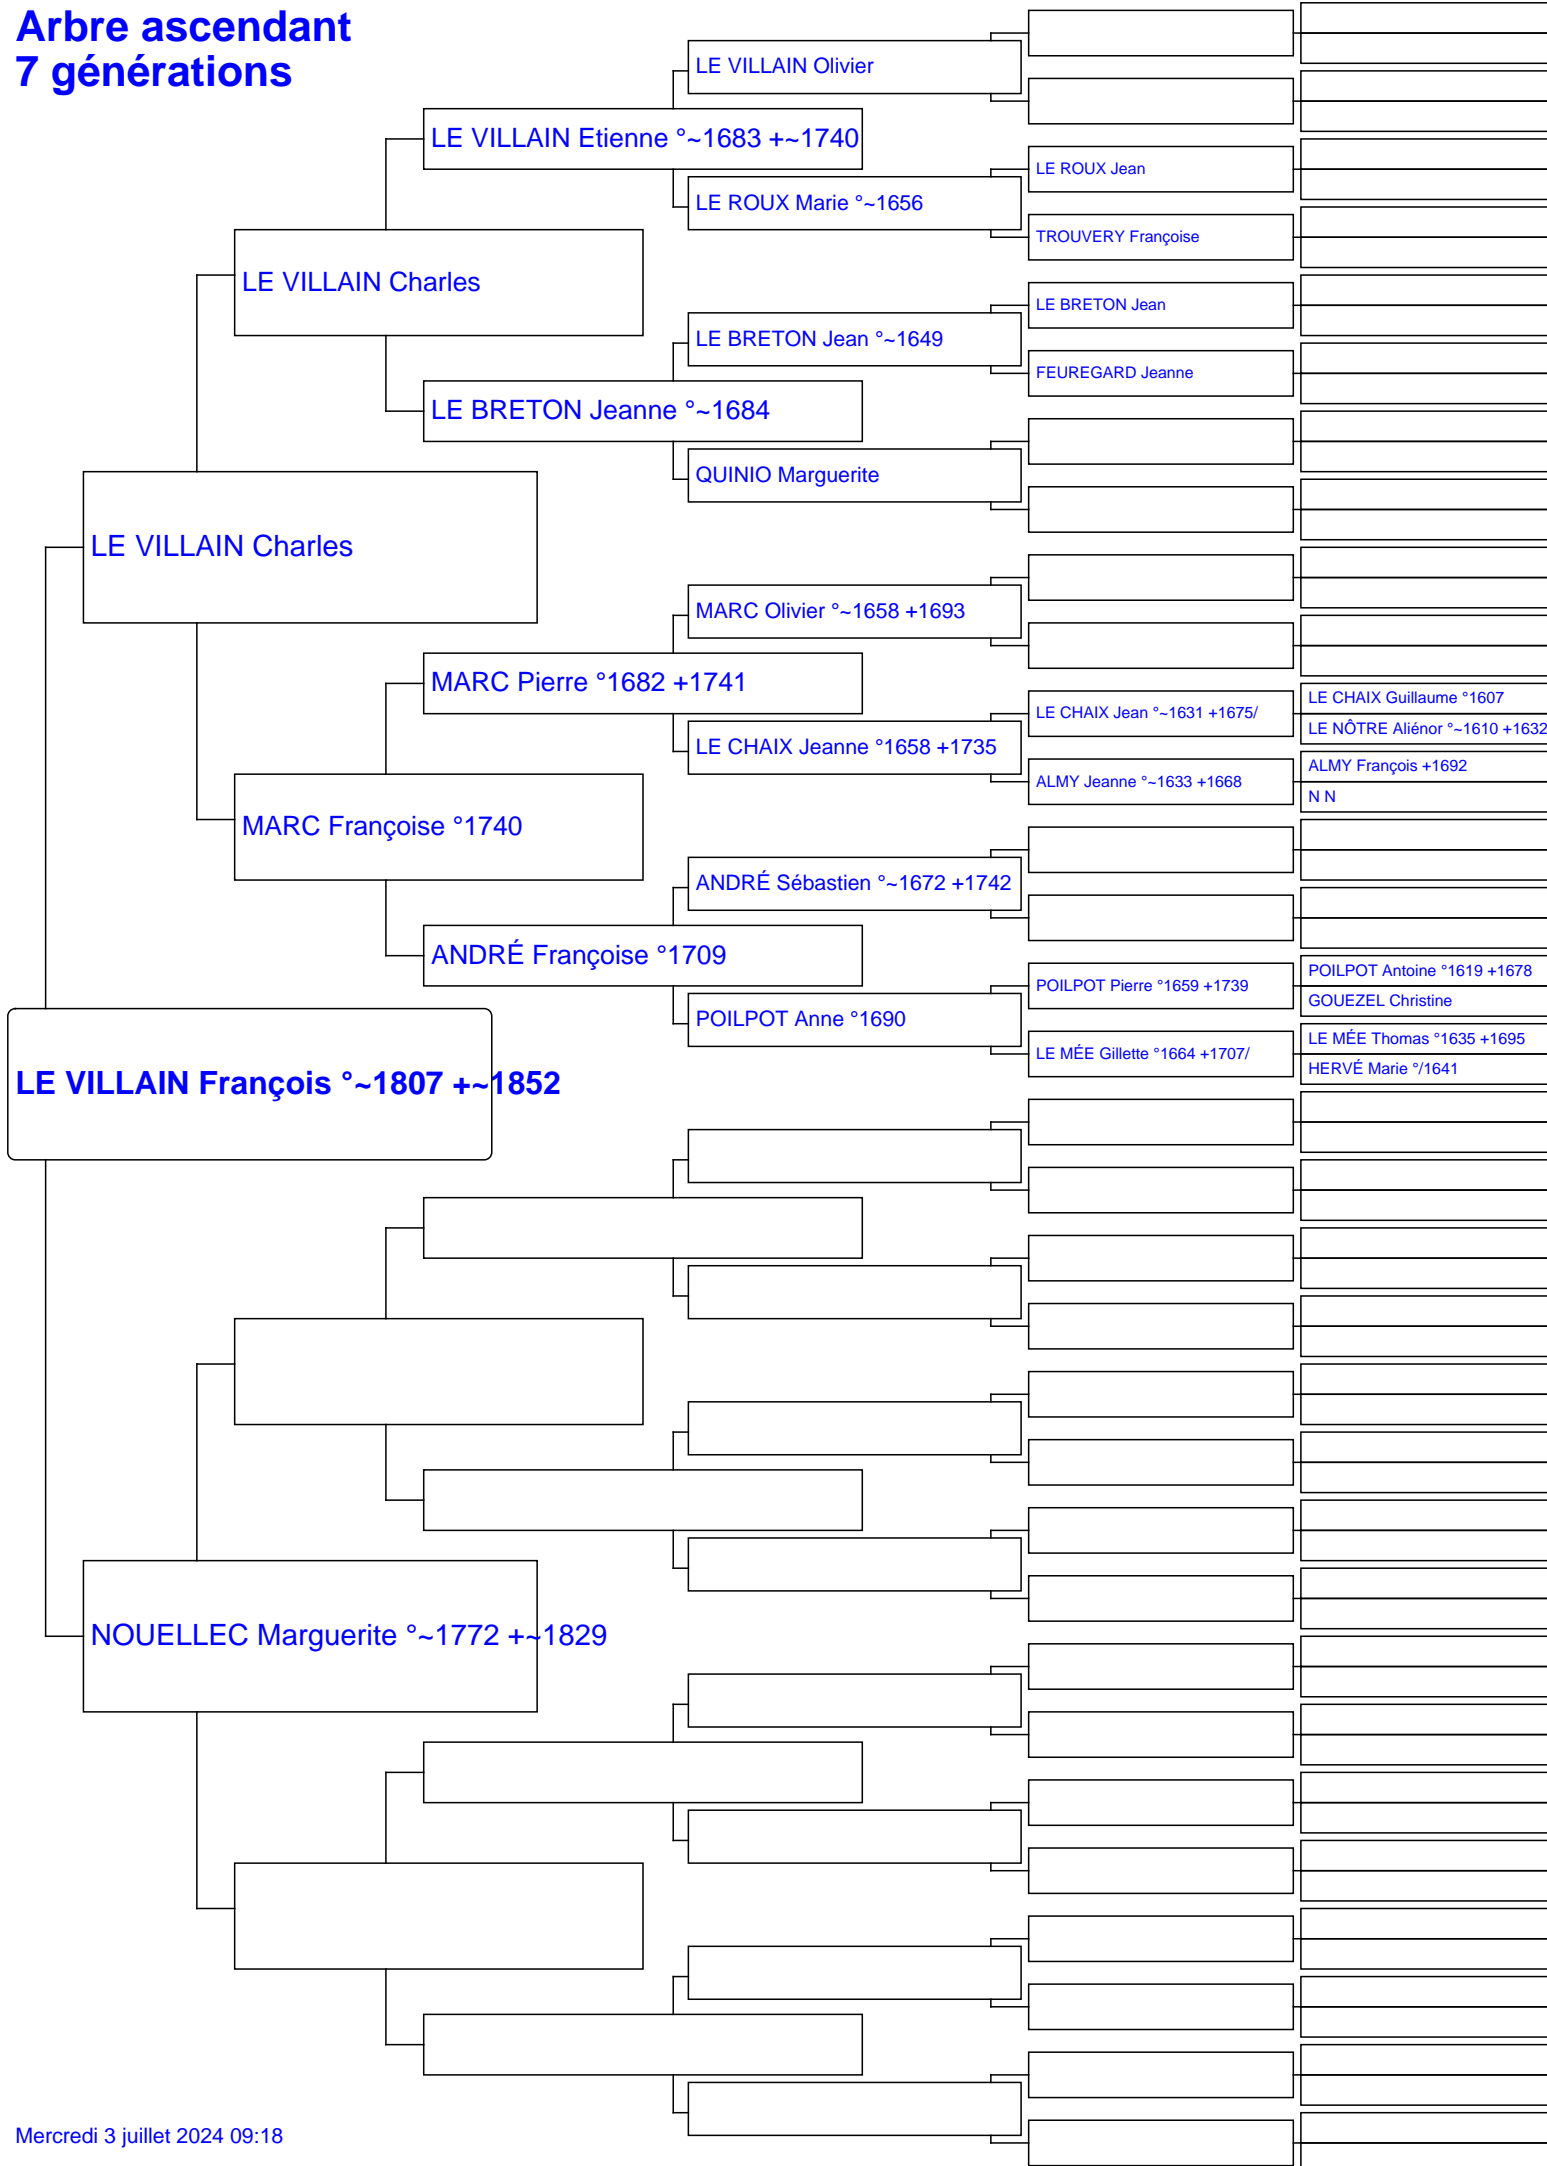 Arbre ascendant
7 générations
LE VILLAIN Olivier
LE VILLAIN Etienne °~1683 +~1740
LE ROUX Jean
LE ROUX Marie °~1656
TROUVERY Françoise
LE VILLAIN Charles
LE BRETON Jean
LE BRETON Jean °~1649
FEUREGARD Jeanne
LE BRETON Jeanne °~1684
QUINIO Marguerite
LE VILLAIN Charles
MARC Olivier °~1658 +1693
MARC Pierre °1682 +1741
LE CHAIX Guillaume °1607
LE CHAIX Jean °~1631 +1675/
LE NÔTRE Aliénor °~1610 +1632
LE CHAIX Jeanne °1658 +1735
ALMY François +1692
ALMY Jeanne °~1633 +1668
N N
MARC Françoise °1740
ANDRÉ Sébastien °~1672 +1742
ANDRÉ Françoise °1709
POILPOT Antoine °1619 +1678
POILPOT Pierre °1659 +1739
GOUEZEL Christine
POILPOT Anne °1690
LE MÉE Thomas °1635 +1695
LE MÉE Gillette °1664 +1707/
HERVÉ Marie °/1641
LE VILLAIN François °~1807 +~1852
NOUELLEC Marguerite °~1772 +~1829
Mercredi 3 juillet 2024 09:18